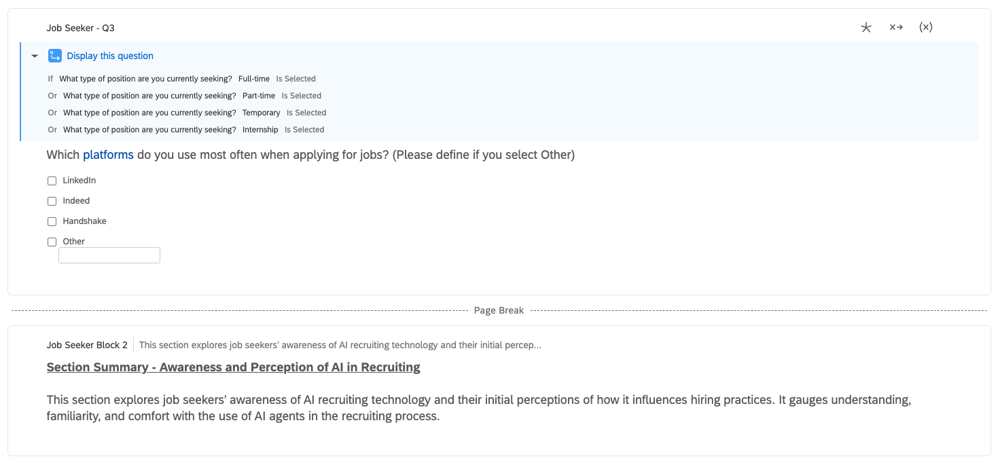 Job Seeker - Q3
Display this question
If What type of position are you currently seeking? Full-time Is Selected
Or What type of position are you currently seeking? Part-time Is Selected
Or What type of position are you currently seeking? Temporary Is Selected
Or What type of position are you currently seeking? Internship Is Selected
Which platforms do you use most often when applying for jobs? (Please define if you select Other)
LinkedIn
Indeed
Handshake
Other
Page Break
Job Seeker Block 2 This section explores job seekers’ awareness of AI recruiting technology and their initial percep...
Section Summary - Awareness and Perception of AI in Recruiting
This section explores job seekers’ awareness of AI recruiting technology and their initial perceptions of how it influences hiring practices. It gauges understanding,
familiarity, and comfort with the use of AI agents in the recruiting process.